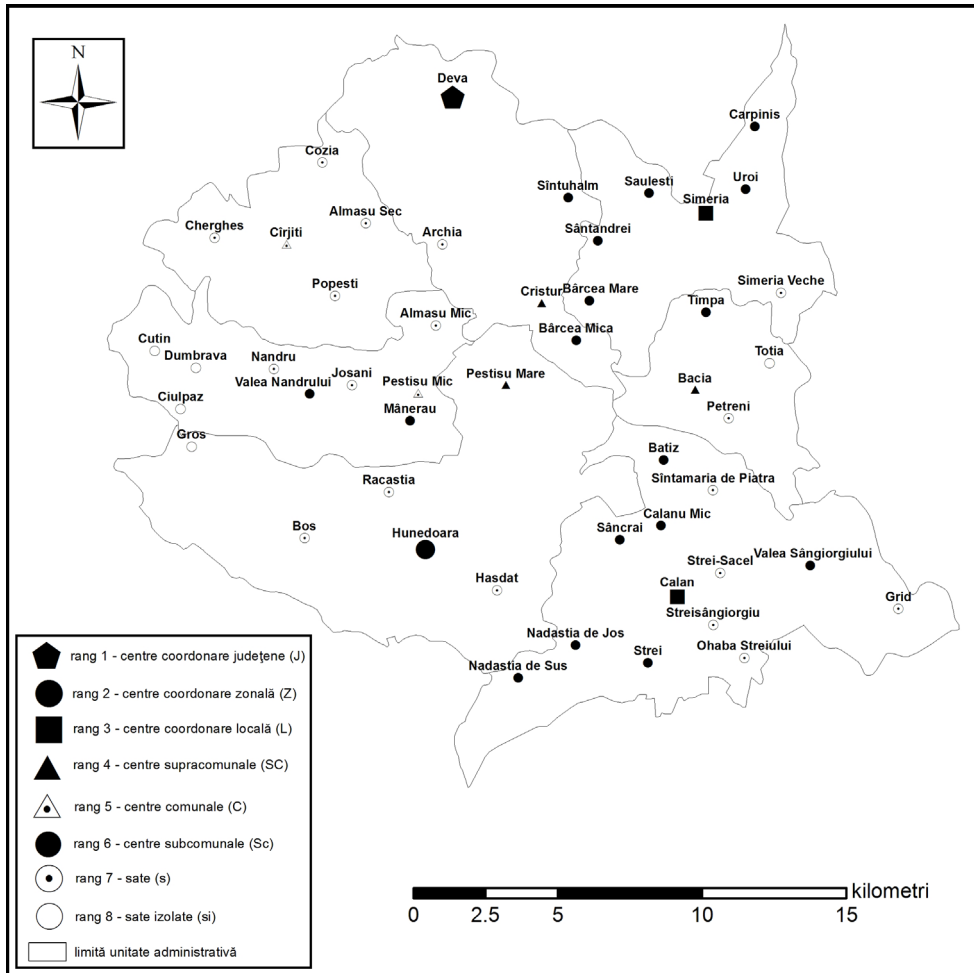 N
Deva
Carpinis
Cozia
Sîntuhalm
Saulesti
Uroi
Simeria
Almasu Sec
Cherghes
Cîrjiti
Archia
Sântandrei
Popesti
Cristur
Bârcea Mare
Simeria Veche
Timpa
Almasu Mic
Bârcea Mica
Cutin
Dumbrava
Nandru
Totia
Valea Nandrului
Josani
Pestisu Mic
Pestisu Mare
Bacia
Ciulpaz
Mânerau
Petreni
Gros
Batiz
Racastia
Sîntamaria de Piatra
Bos
Hunedoara
Sâncrai
Calanu Mic
Strei-Sacel
Valea Sângiorgiului
Hasdat
Calan
Grid
Streisângiorgiu
Nadastia de Jos
Strei
Ohaba Streiului
Nadastia de Sus
rang 1 - centre coordonare judeţene (J)
rang 2 - centre coordonare zonală (Z)
rang 3 - centre coordonare locală (L)
rang 4 - centre supracomunale (SC)
rang 5 - centre comunale (C)
rang 6 - centre subcomunale (Sc)
rang 7 - sate (s)
rang 8 - sate izolate (si)
limită unitate administrativă
kilometri
0 2.5 5 10 15